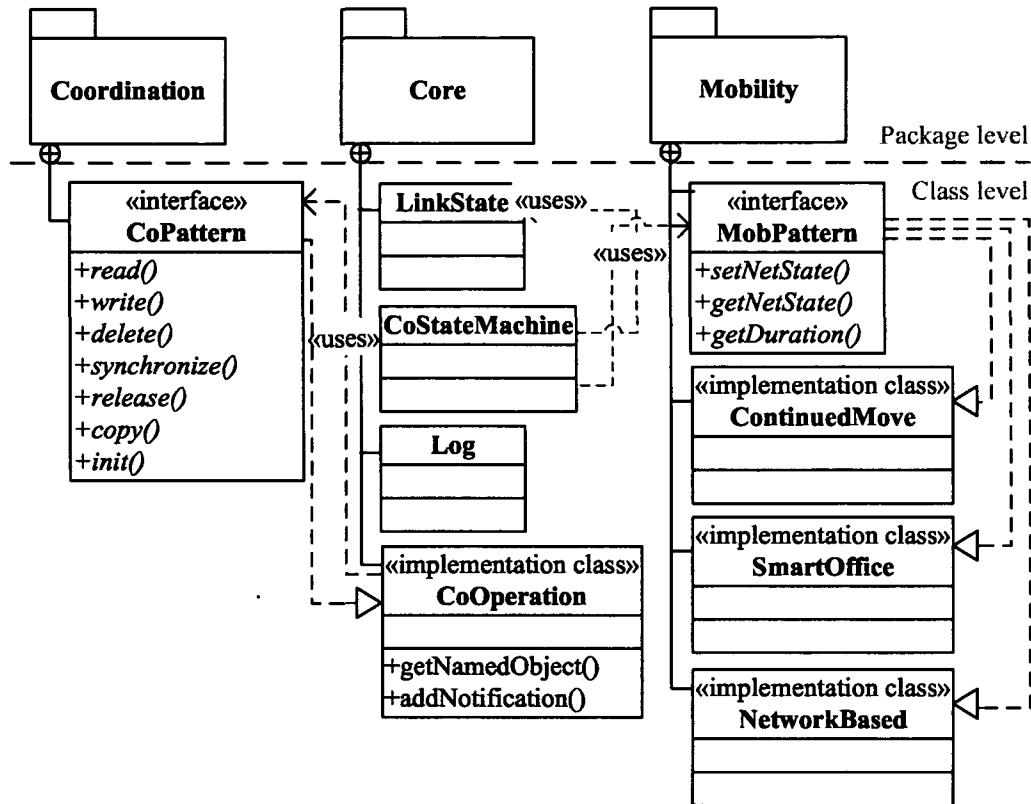 Coordination
Core
Mobility
Package level
Class level
«interface»
CoPattern
+read()
+write()
+delete()
+synchronize()
+release()
+copy()
+init()
«uses»
LinkState
«uses»
«uses»
CoStateMachine
Log
«implementation class»
CoOperation
+getNamedObject()
+addNotification()
«interface»
MobPattern
+setNetState()
+getNetState()
+getDuration()
«implementation class»
ContinuedMove
«implementation class»
SmartOffice
«implementation class»
NetworkBased